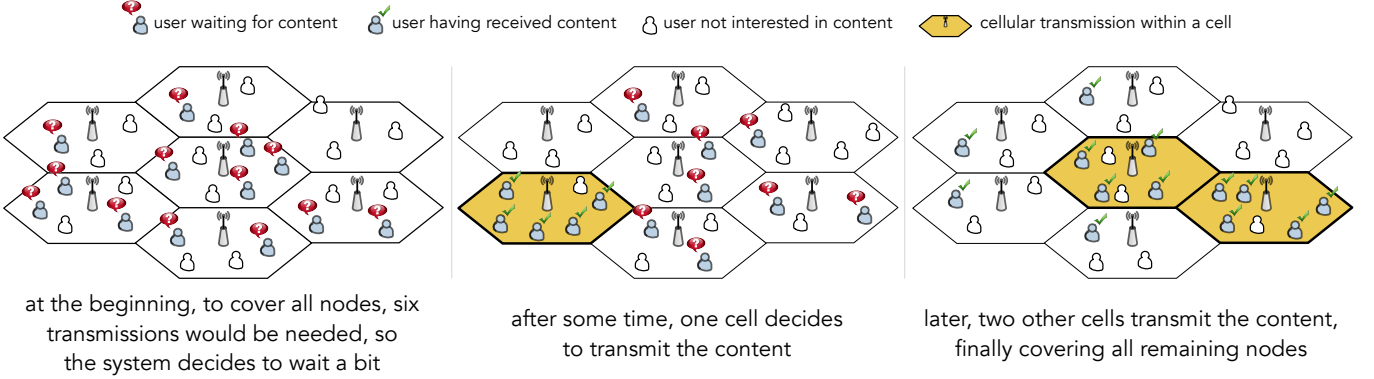 user waiting for content
user having received content
user not interested in content
cellular transmission within a cell
at the beginning, to cover all nodes, six
transmissions would be needed, so
the system decides to wait a bit
after some time, one cell decides
to transmit the content
later, two other cells transmit the content,
finally covering all remaining nodes